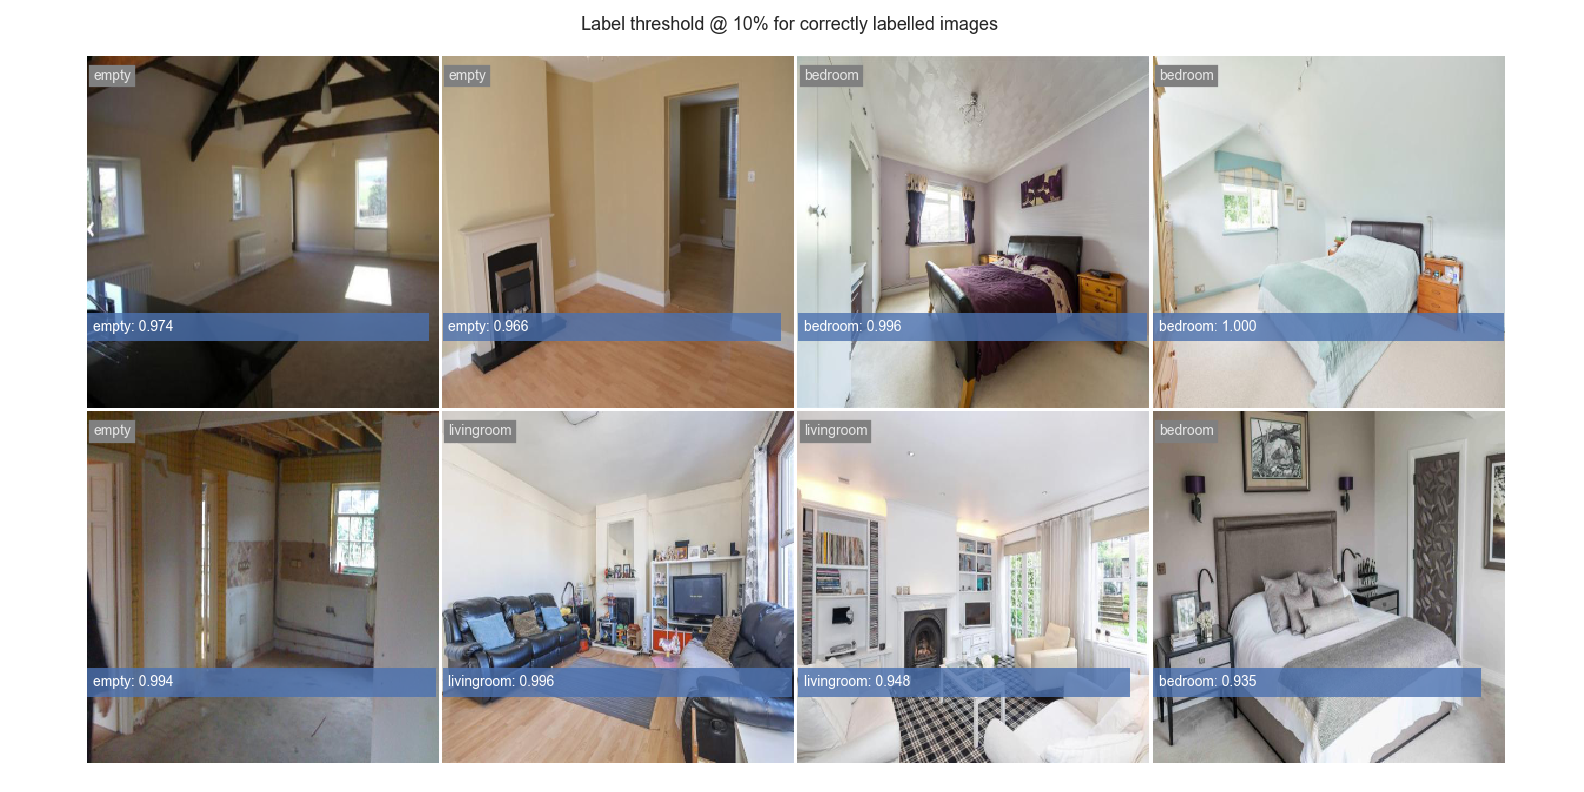 Label threshold @ 10% for correctly labelled images
empty
empty
bedroom
bedroom
empty: 0.974
empty: 0.966
bedroom: 0.996
bedroom: 1.000
empty
livingroom
livingroom
bedroom
empty: 0.994
livingroom: 0.996
livingroom: 0.948
bedroom: 0.935